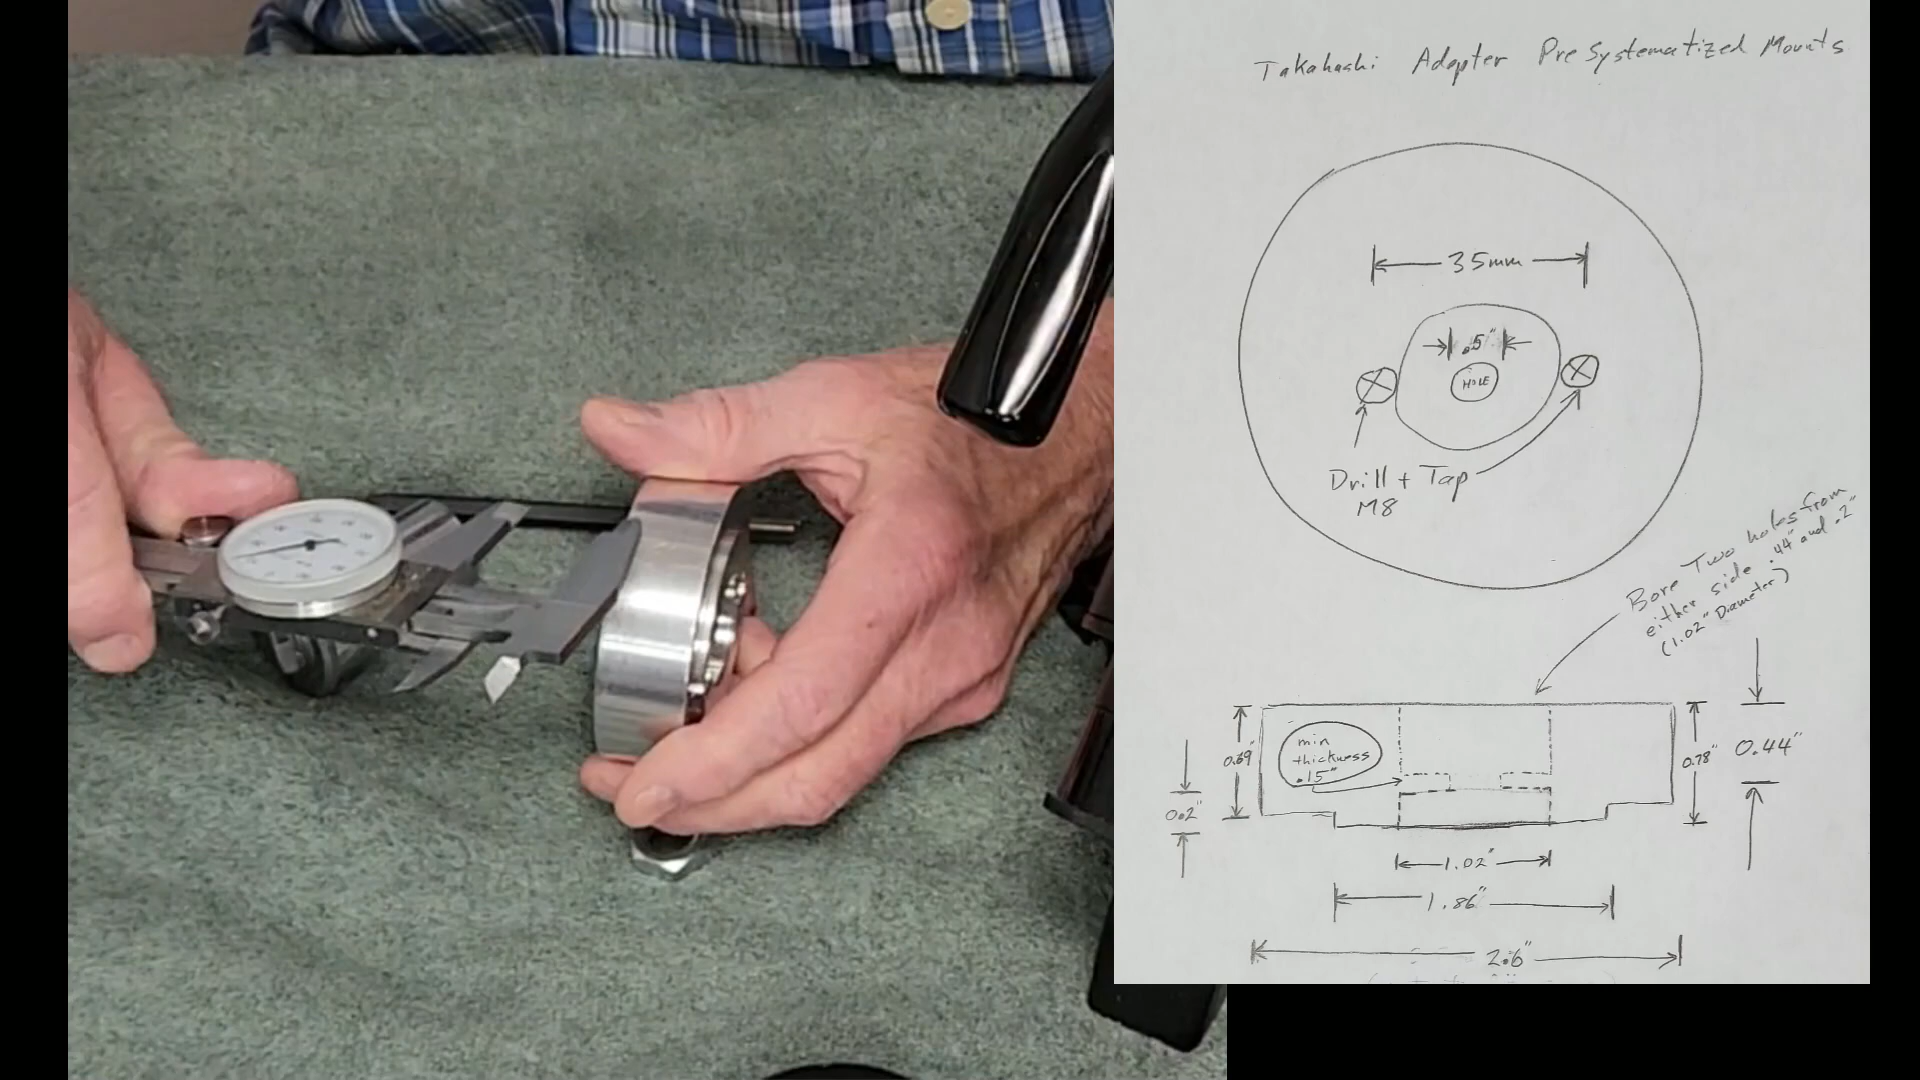 Takahashi Adapter Pre Systematized Mounts
35mm
.5"
HOLE
Drill + Tap
M8
Bore Two holes from
either side .44" and .2"
(1.02" Diameter)
min
thickness
.15"
0.69"
0.2"
0.78"
0.44"
1.02"
1.86"
2.6"